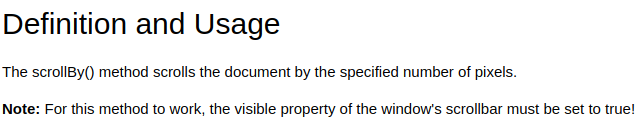 Definition and Usage
The scrollBy() method scrolls the document by the specified number of pixels.
Note: For this method to work, the visible property of the window's scrollbar must be set to true!